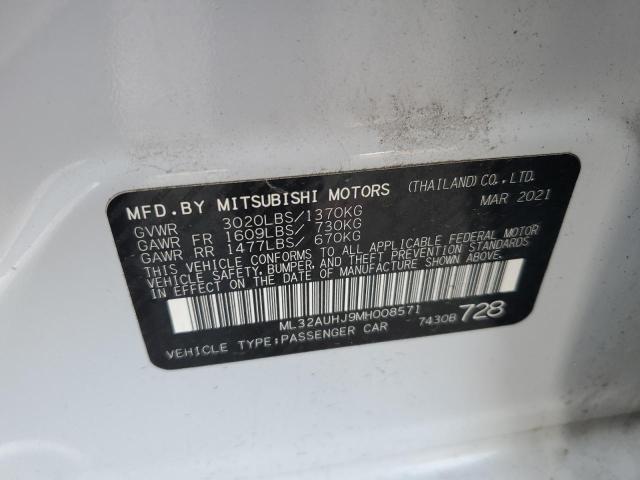 MFD.BY MITSUBISHI MOTORS (THAILAND) CO., LTD.
MAR 2021
GVWR 3020LBS/1370KG
GAWR FR 1609LBS/ 730KG
GAWR RR 1477LBS/ 670KG
THIS VEHICLE CONFORMS TO ALL APPLICABLE FEDERAL MOTOR
VEHICLE SAFETY, BUMPER, AND THEFT PREVENTION STANDARDS
IN EFFECT ON THE DATE OF MANUFACTURE SHOWN ABOVE.
ML32AUHJ9MH008571
VEHICLE TYPE:PASSENGER CAR 7430B 728